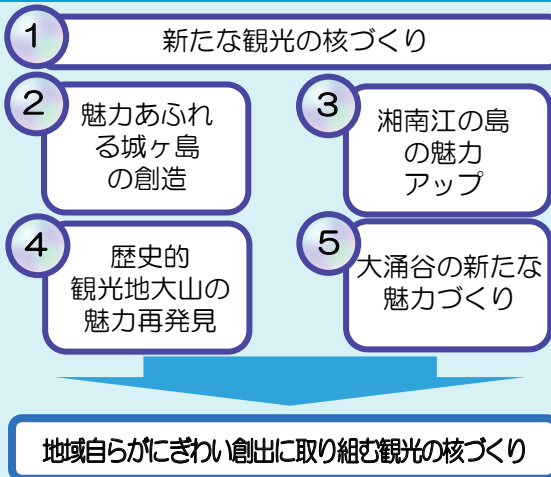 1
新たな観光の核づくり
2
魅力あふれ
る城ヶ島
の創造
3
湘南江の島
の魅力
アップ
4
歴史的
観光地大山の
魅力再発見
5
大涌谷の新たな
魅力づくり
地域自らがにぎわい創出に取り組む観光の核づくり